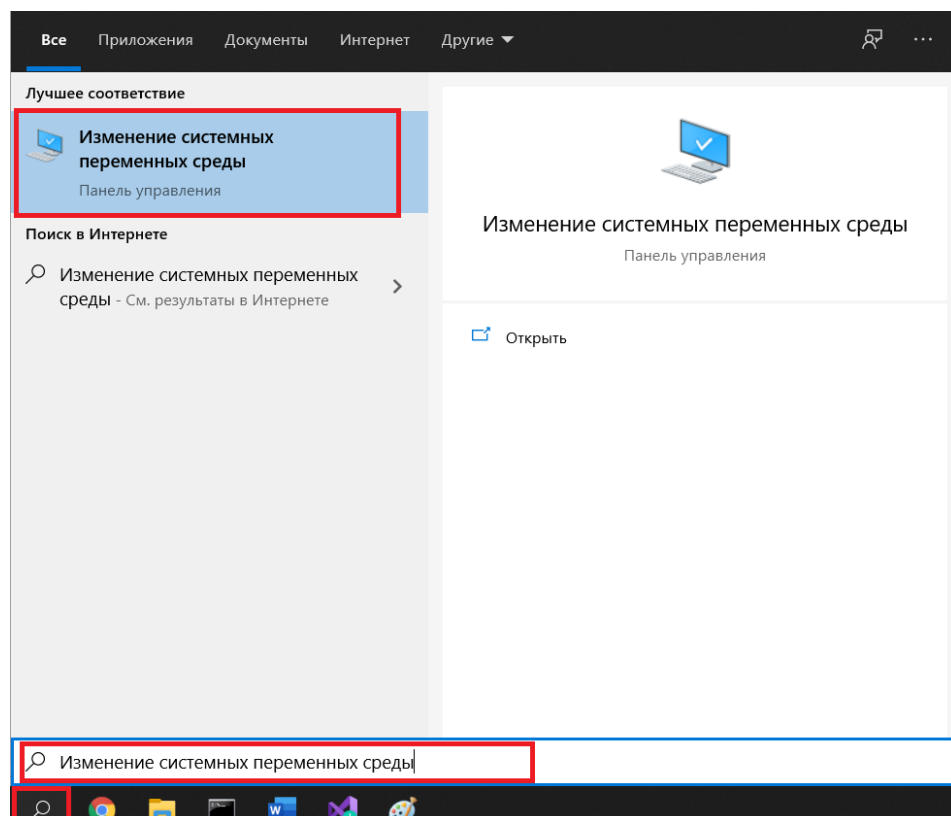 Все Приложения Документы Интернет Другие
Лучшее соответствие
Изменение системных
переменных среды
Панель управления
Поиск в Интернете
Изменение системных переменных
среды - См. результаты в Интернете
Изменение системных переменных среды
Панель управления
Открыть
Изменение системных переменных среды
W